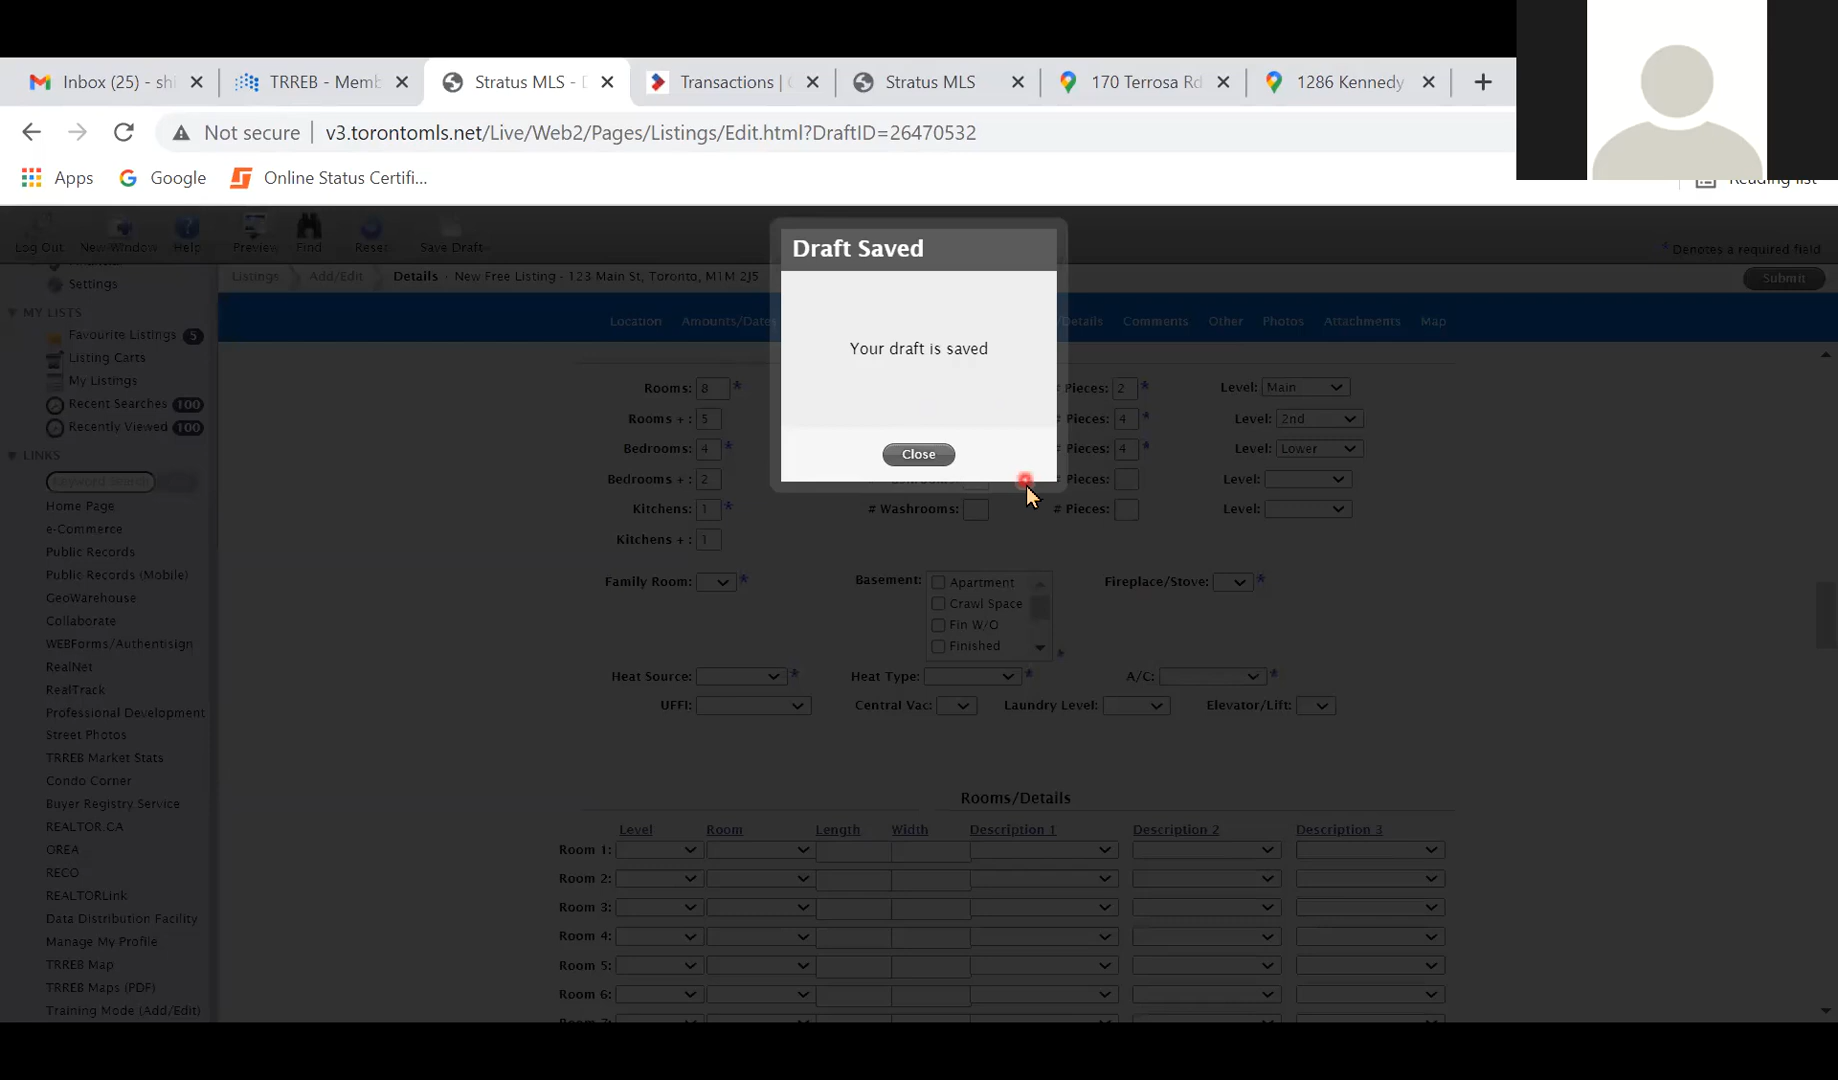 Inbox (25) - shi
TRREB - Memb
Stratus MLS - D
Transactions | C
Stratus MLS
170 Terrosa Rd
1286 Kennedy
Not secure
v3.torontomls.net/Live/Web2/Pages/Listings/Edit.html?DraftID=26470532
Apps
Google
Online Status Certifi...
Reading list
Log Out
New Window
Help
Preview
Find
Reset
Save Draft
* Denotes a required field
Financial
Settings
Listings
Add/Edit
Details · New Free Listing - 123 Main St, Toronto, M1M 2J5
Submit
Draft Saved
Your draft is saved
Close
MY LISTS
Favourite Listings 5
Listing Carts
My Listings
Recent Searches 100
Recently Viewed 100
LINKS
Keyword Search
Home Page
e-Commerce
Public Records
Public Records (Mobile)
GeoWarehouse
Collaborate
WEBForms/Authentisign
RealNet
RealTrack
Professional Development
Street Photos
TRREB Market Stats
Condo Corner
Buyer Registry Service
REALTOR.CA
OREA
RECO
REALTORLink
Data Distribution Facility
Manage My Profile
TRREB Map
TRREB Maps (PDF)
Training Mode (Add/Edit)
Location
Amounts/Dates
/Details
Comments
Other
Photos
Attachments
Map
Rooms: 8 * Pieces: 2 * Level: Main
Rooms + : 5 # Pieces: 4 * Level: 2nd
Bedrooms: 4 * # Pieces: 4 * Level: Lower
Bedrooms + : 2 # Pieces: Level:
Kitchens: 1 * # Washrooms: # Pieces: Level:
Kitchens + : 1
Family Room: * Basement: Apartment Fireplace/Stove: *
Crawl Space
Fin W/O
Finished *
Heat Source: * Heat Type: * A/C: *
UFFI: Central Vac: Laundry Level: Elevator/Lift:
Rooms/Details
Level Room Length Width Description 1 Description 2 Description 3
Room 1:
Room 2:
Room 3:
Room 4:
Room 5:
Room 6:
Room 7: